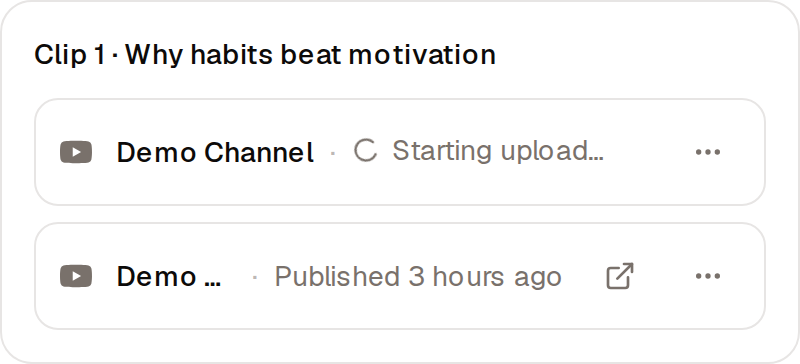 Clip 1 · Why habits beat motivation
Demo Channel · Starting upload...
Demo ... · Published 3 hours ago